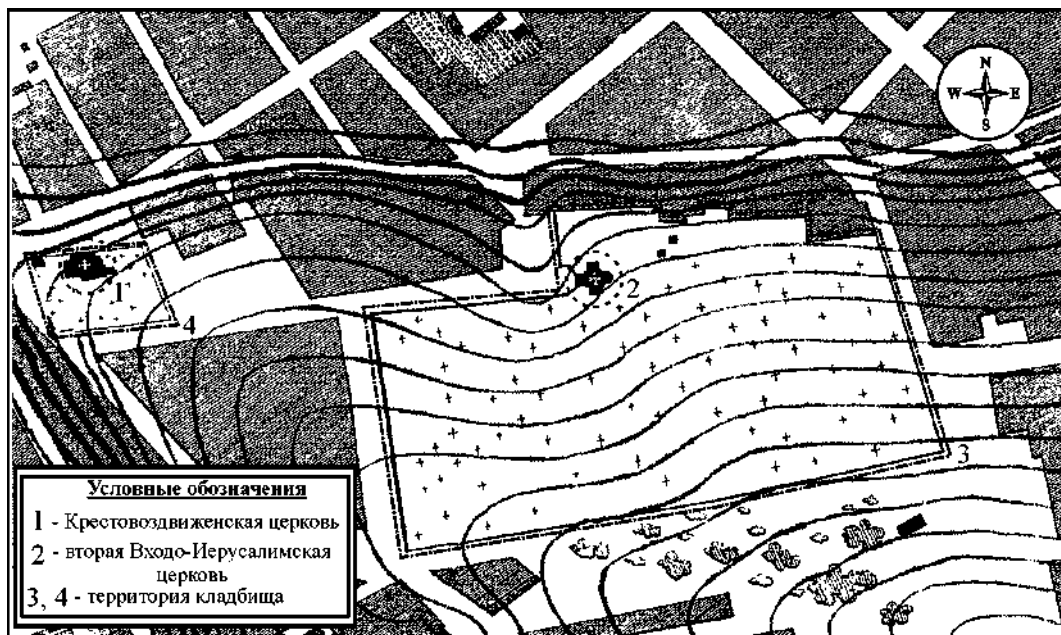 N
W E
S
1
2
4
3
Условные обозначения
1 - Крестовоздвиженская церковь
2 - вторая Входо-Иерусалимская
церковь
3, 4 - территория кладбища